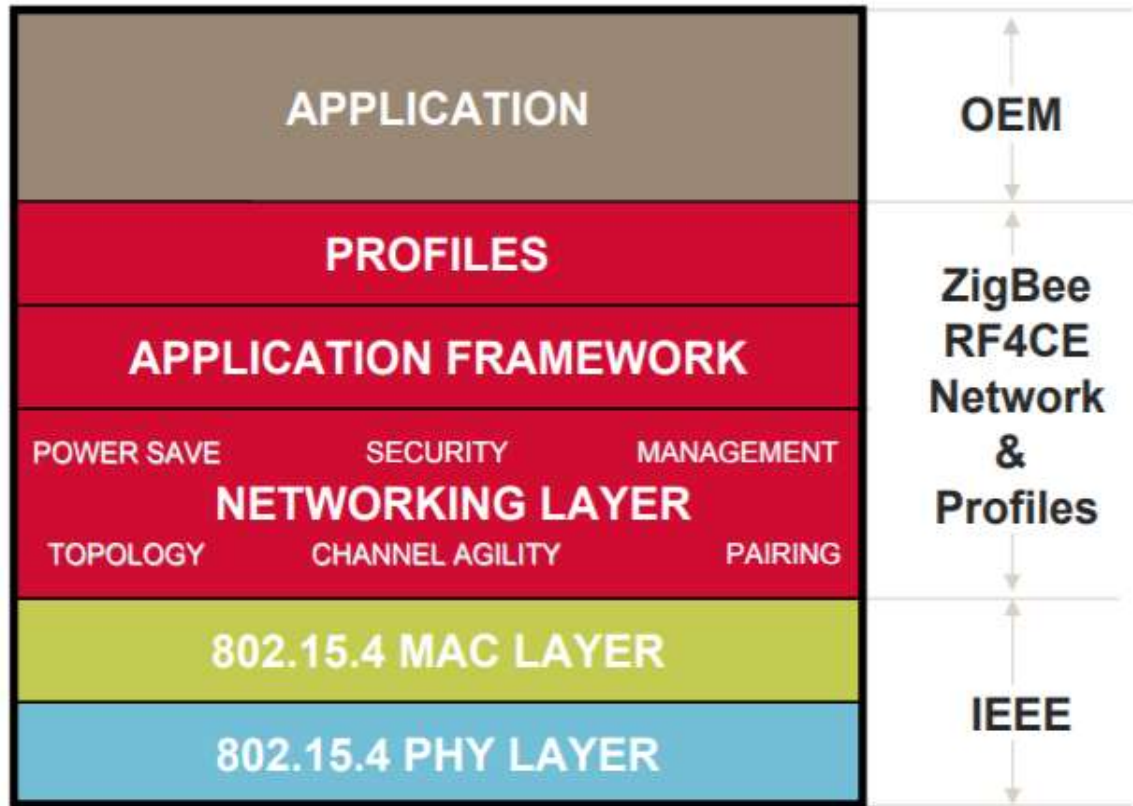 APPLICATION
OEM
PROFILES
APPLICATION FRAMEWORK
POWER SAVE SECURITY MANAGEMENT
NETWORKING LAYER
TOPOLOGY CHANNEL AGILITY PAIRING
ZigBee
RF4CE
Network
&
Profiles
802.15.4 MAC LAYER
802.15.4 PHY LAYER
IEEE